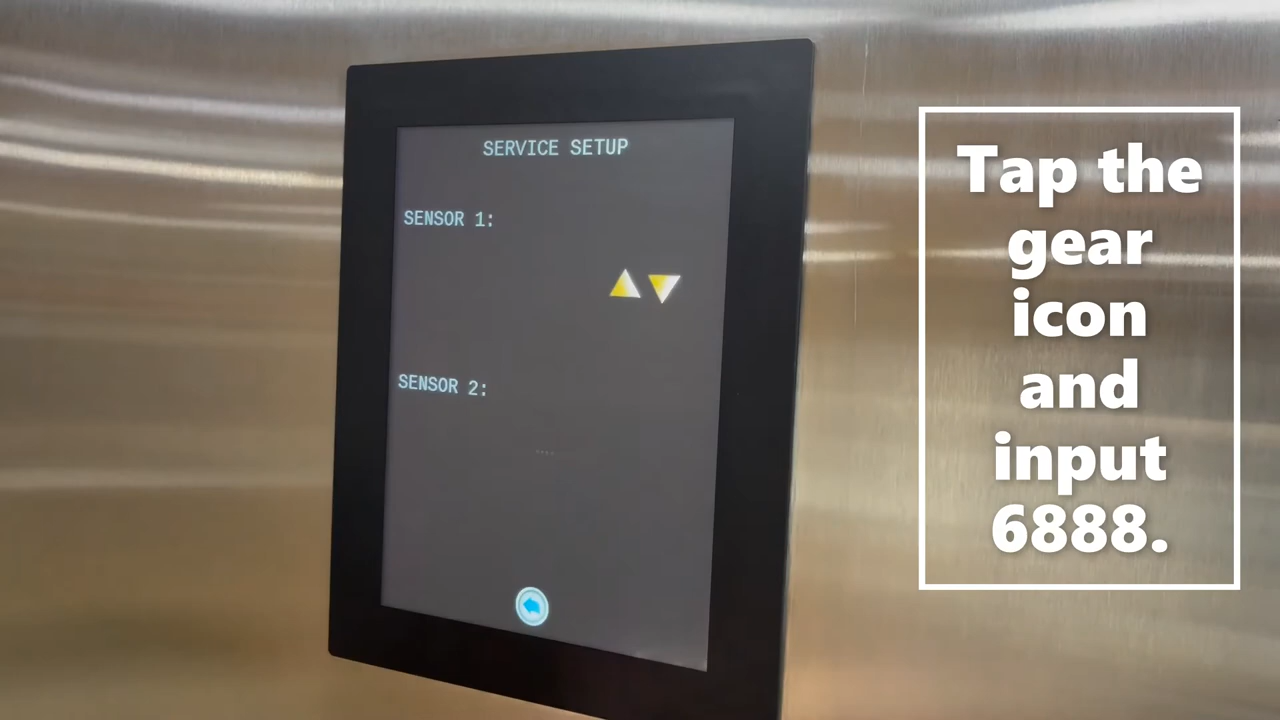 SERVICE SETUP
SENSOR 1:
SENSOR 2:
Tap the
gear
icon
and
input
6888.